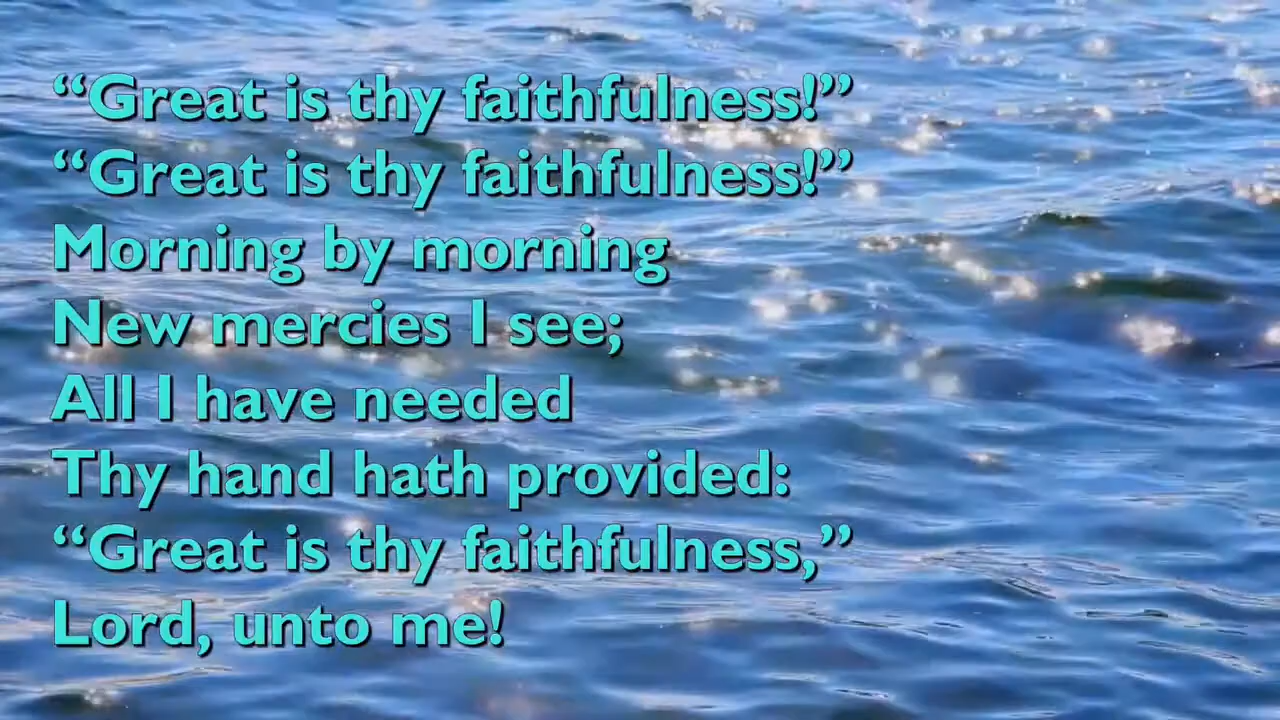 “Great is thy faithfulness!”
“Great is thy faithfulness!”
Morning by morning
New mercies I see;
All I have needed
Thy hand hath provided:
“Great is thy faithfulness,”
Lord, unto me!